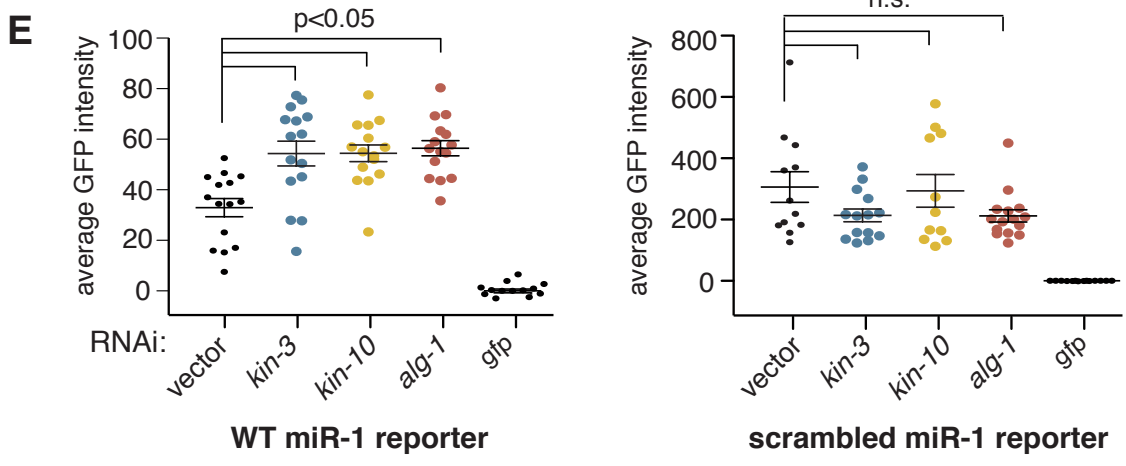 E
p<0.05
average GFP intensity
100
80
60
40
20
0
RNAi:
vector
kin-3
kin-10
alg-1
gfp
WT miR-1 reporter
n.s.
average GFP intensity
800
600
400
200
0
vector
kin-3
kin-10
alg-1
gfp
scrambled miR-1 reporter